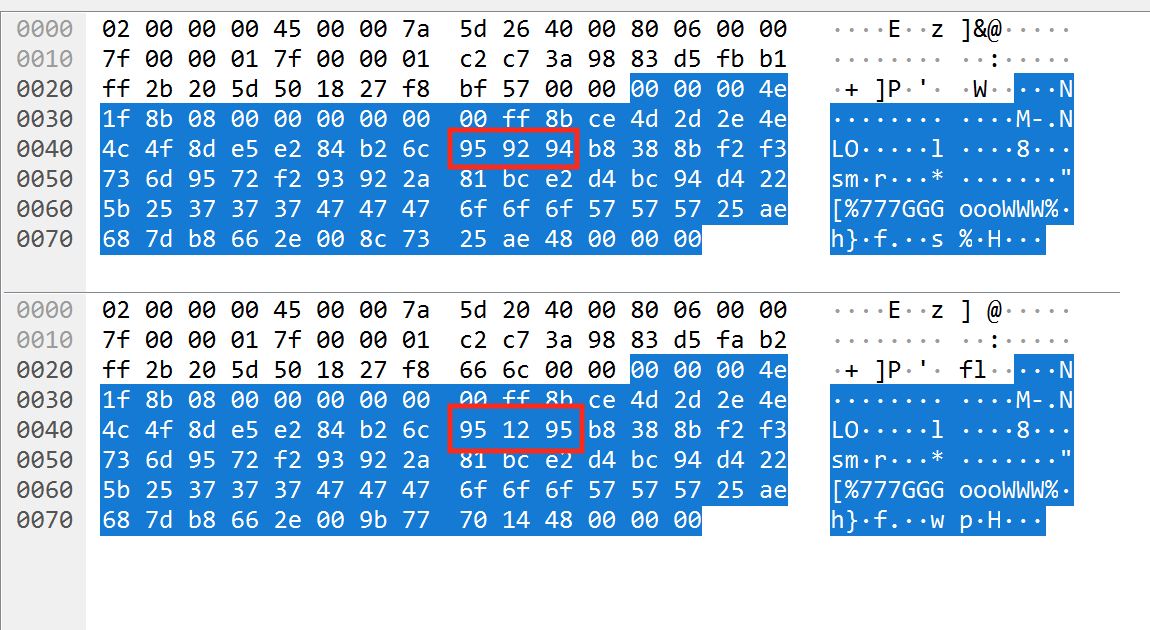 0000 02 00 00 00 45 00 00 7a 5d 26 40 00 80 06 00 00 ····E··z ]&@·····
0010 7f 00 00 01 7f 00 00 01 c2 c7 3a 98 83 d5 fb b1 ········ ··:·····
0020 ff 2b 20 5d 50 18 27 f8 bf 57 00 00 00 00 00 4e ·+ ]P·'· ·W·····N
0030 1f 8b 08 00 00 00 00 00 00 ff 8b ce 4d 2d 2e 4e ········ ····M-.N
0040 4c 4f 8d e5 e2 84 b2 6c 95 92 94 b8 38 8b f2 f3 LO·····l ····8···
0050 73 6d 95 72 f2 93 92 2a 81 bc e2 d4 bc 94 d4 22 sm·r···* ·······"
0060 5b 25 37 37 37 47 47 47 6f 6f 6f 57 57 57 25 ae [%777GGG oooWWW%·
0070 68 7d b8 66 2e 00 8c 73 25 ae 48 00 00 00 h}·f.··s %·H···
0000 02 00 00 00 45 00 00 7a 5d 20 40 00 80 06 00 00 ····E··z ] @·····
0010 7f 00 00 01 7f 00 00 01 c2 c7 3a 98 83 d5 fa b2 ········ ··:·····
0020 ff 2b 20 5d 50 18 27 f8 66 6c 00 00 00 00 00 4e ·+ ]P·'· fl·····N
0030 1f 8b 08 00 00 00 00 00 00 ff 8b ce 4d 2d 2e 4e ········ ····M-.N
0040 4c 4f 8d e5 e2 84 b2 6c 95 12 95 b8 38 8b f2 f3 LO·····l ····8···
0050 73 6d 95 72 f2 93 92 2a 81 bc e2 d4 bc 94 d4 22 sm·r···* ·······"
0060 5b 25 37 37 37 47 47 47 6f 6f 6f 57 57 57 25 ae [%777GGG oooWWW%·
0070 68 7d b8 66 2e 00 9b 77 70 14 48 00 00 00 h}·f.··w p·H···